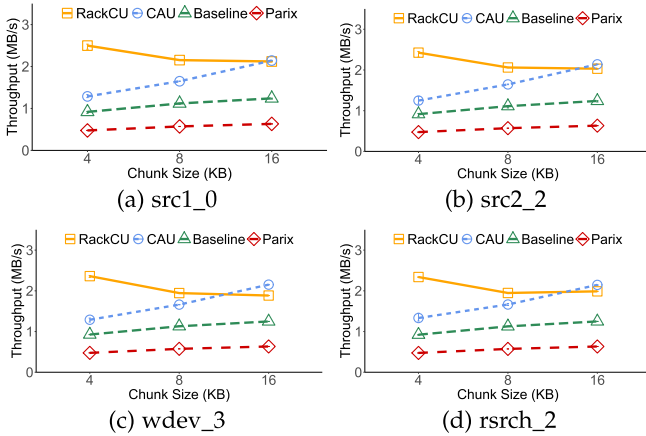 RackCU CAU Baseline Parix
Throughput (MB/s)
3
2
1
0
4 8 16
Chunk Size (KB)
(a) src1_0
RackCU CAU Baseline Parix
Throughput (MB/s)
3
2
1
0
4 8 16
Chunk Size (KB)
(b) src2_2
RackCU CAU Baseline Parix
Throughput (MB/s)
3
2
1
0
4 8 16
Chunk Size (KB)
(c) wdev_3
RackCU CAU Baseline Parix
Throughput (MB/s)
3
2
1
0
4 8 16
Chunk Size (KB)
(d) rsrch_2